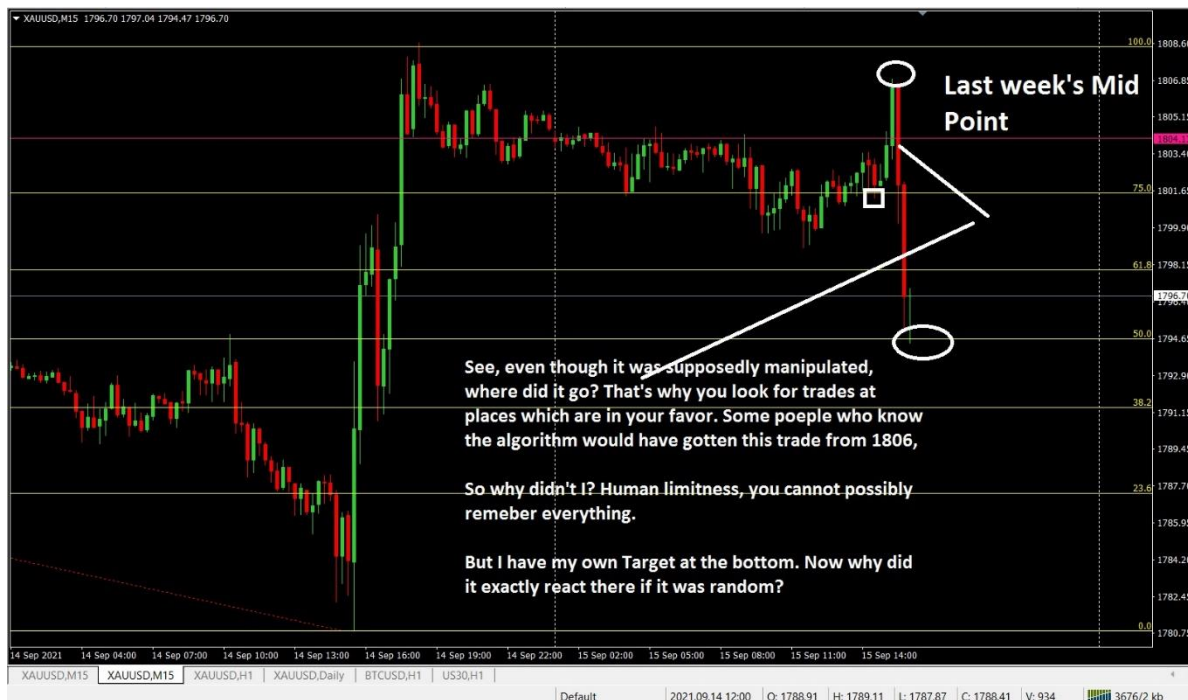 XAUUSD,M15 1796.70 1797.04 1794.47 1796.70
100.0
1808.60
1806.85
Last week's Mid
Point
1805.15
1804.1
1803.40
75.0
1801.65
1799.90
61.8
1798.15
1796.70
1796.40
50.0
1794.65
See, even though it was supposedly manipulated,
where did it go? That's why you look for trades at
places which are in your favor. Some poeple who know
the algorithm would have gotten this trade from 1806,
1792.90
38.2
1791.15
1789.45
So why didn't I? Human limitness, you cannot possibly
remeber everything.
23.6
1787.70
1785.95
But I have my own Target at the bottom. Now why did
it exactly react there if it was random?
1784.20
1782.45
0.0
1780.75
14 Sep 2021 14 Sep 04:00 14 Sep 07:00 14 Sep 10:00 14 Sep 13:00 14 Sep 16:00 14 Sep 19:00 14 Sep 22:00 15 Sep 02:00 15 Sep 05:00 15 Sep 08:00 15 Sep 11:00 15 Sep 14:00
XAUUSD,M15 XAUUSD,M15 XAUUSD,H1 XAUUSD,Daily BTCUSD,H1 US30,H1
Default 2021.09.14 12:00 O: 1788.91 H: 1789.11 L: 1787.87 C: 1788.41 V: 934 3676/2 kb